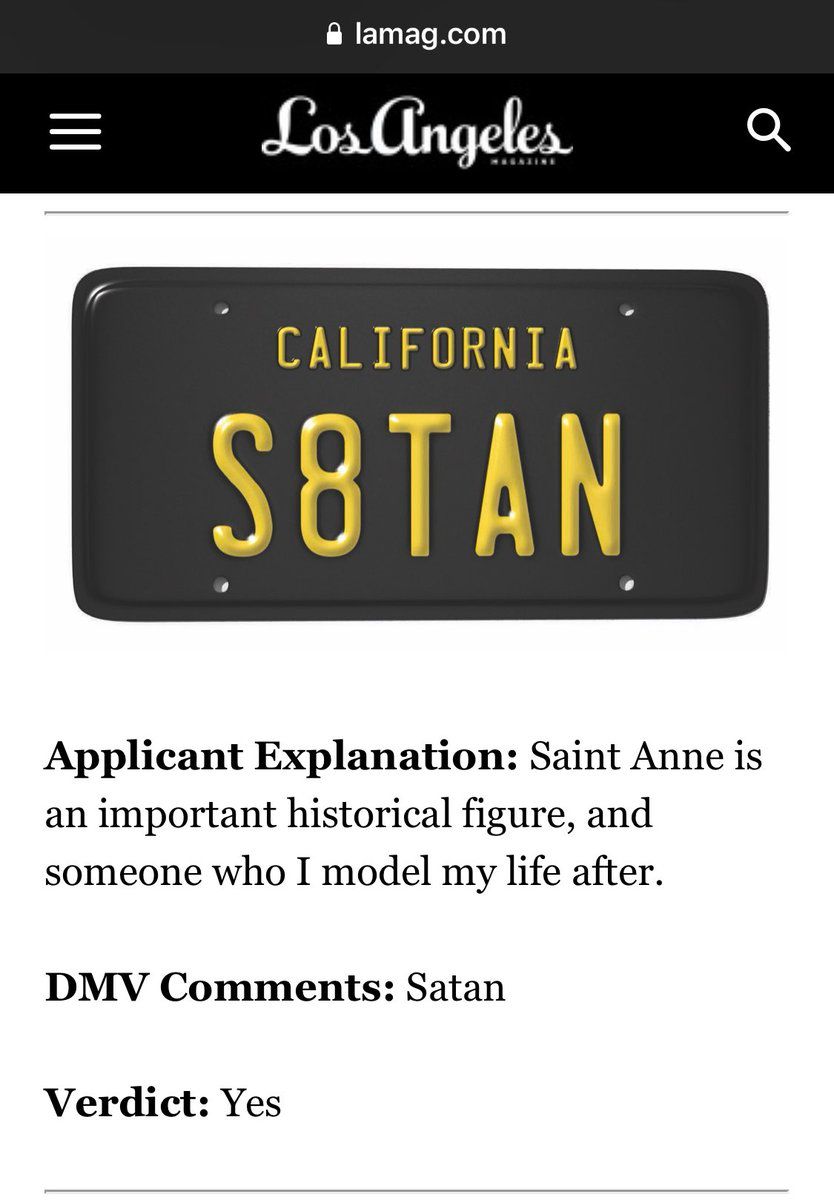 lamag.com
Los Angeles
MAGAZINE
CALIFORNIA
S8TAN
Applicant Explanation: Saint Anne is
an important historical figure, and
someone who I model my life after.
DMV Comments: Satan
Verdict: Yes